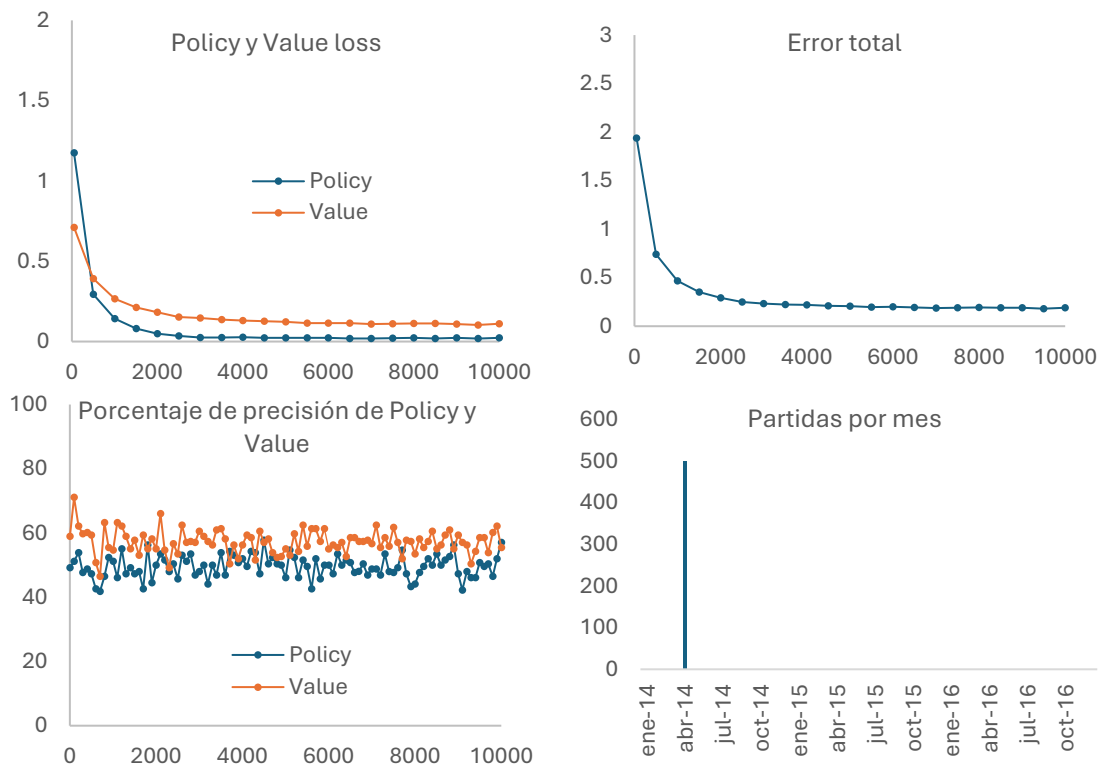 Policy y Value loss
2
1.5
1
0.5
0
Policy
Value
0 2000 4000 6000 8000 10000
Error total
3
2.5
2
1.5
1
0.5
0
0 2000 4000 6000 8000 10000
Porcentaje de precisión de Policy y
Value
100
80
60
40
20
0
Policy
Value
0 2000 4000 6000 8000 10000
Partidas por mes
600
500
400
300
200
100
0
ene-14
abr-14
jul-14
oct-14
ene-15
abr-15
jul-15
oct-15
ene-16
abr-16
jul-16
oct-16